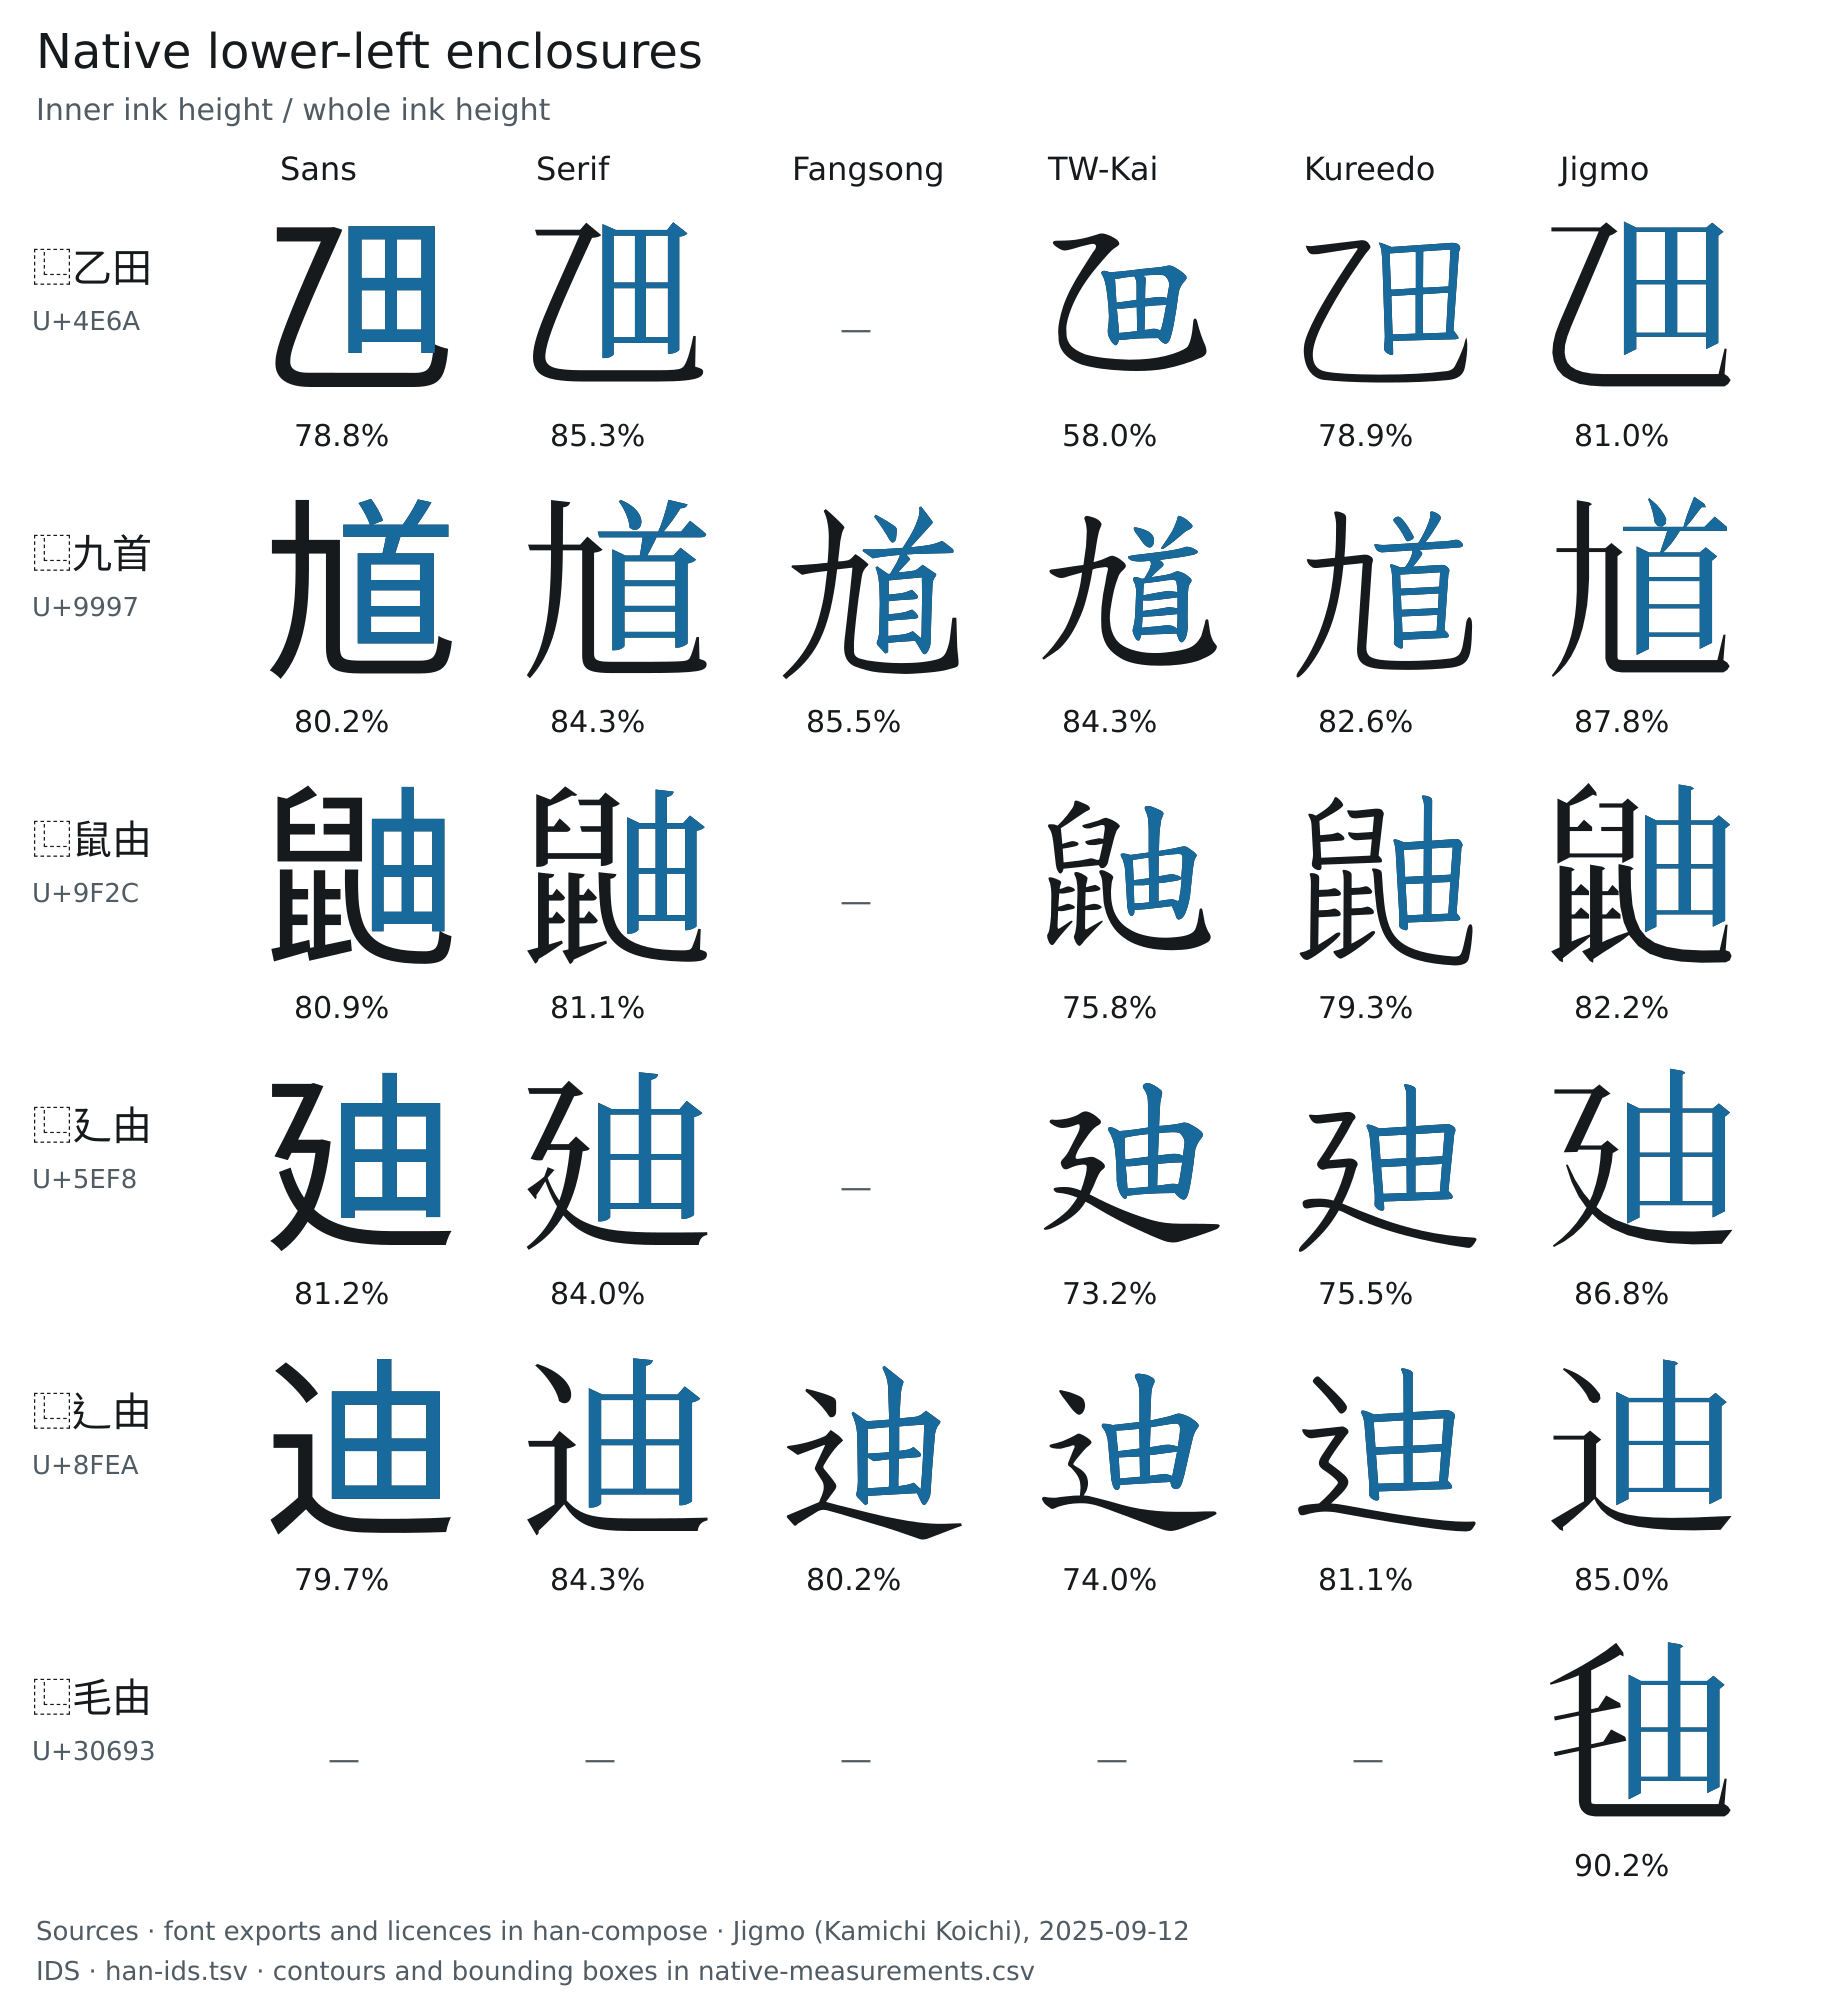 Native lower-left enclosures
Inner ink height / whole ink height
Sans Serif Fangsong TW-Kai Kureedo Jigmo
⿺乙田 乪 乪 乪 乪 乪
U+4E6A —
78.8% 85.3% 58.0% 78.9% 81.0%
⿺九首 馗 馗 馗 馗 馗 馗
U+9997
80.2% 84.3% 85.5% 84.3% 82.6% 87.8%
⿺鼠由 鼬 鼬 鼬 鼬 鼬
U+9F2C —
80.9% 81.1% 75.8% 79.3% 82.2%
⿺廴由 廸 廸 廸 廸 廸
U+5EF8 —
81.2% 84.0% 73.2% 75.5% 86.8%
⿺辶由 迪 迪 迪 迪 迪 迪
U+8FEA
79.7% 84.3% 80.2% 74.0% 81.1% 85.0%
⿺毛由 𰚓
U+30693 — — — — —
90.2%
Sources · font exports and licences in han-compose · Jigmo (Kamichi Koichi), 2025-09-12
IDS · han-ids.tsv · contours and bounding boxes in native-measurements.csv